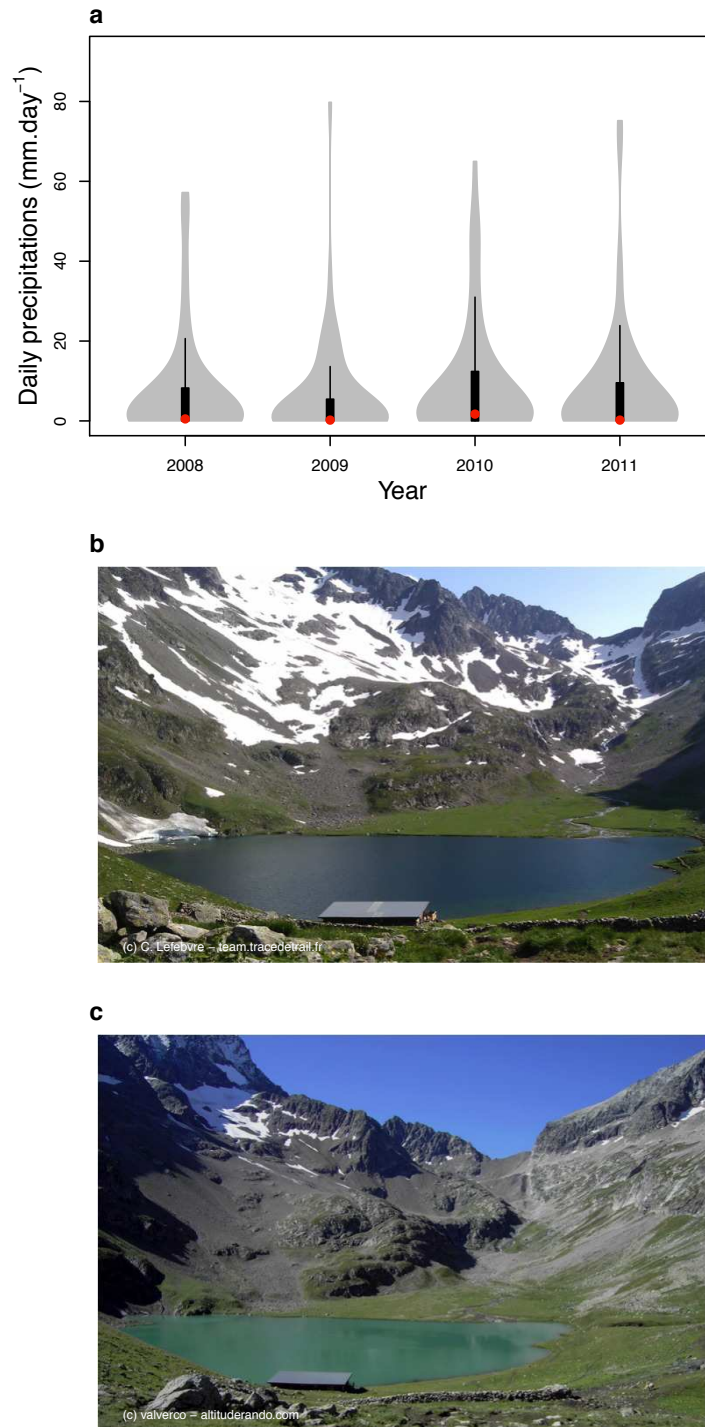 a
Daily precipitations (mm.day⁻¹)
80
60
40
20
0
2008 2009 2010 2011
Year
b
(c) C. Lefebvre – team.tracedetrail.fr
c
(c) valverco – altituderando.com